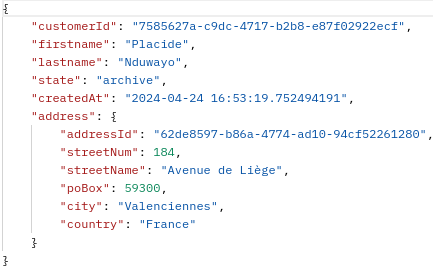 {
"customerId": "7585627a-c9dc-4717-b2b8-e87f02922ecf",
"firstname": "Placide",
"lastname": "Nduwayo",
"state": "archive",
"createdAt": "2024-04-24 16:53:19.752494191",
"address": {
"addressId": "62de8597-b86a-4774-ad10-94cf52261280",
"streetNum": 184,
"streetName": "Avenue de Liège",
"poBox": 59300,
"city": "Valenciennes",
"country": "France"
}
}